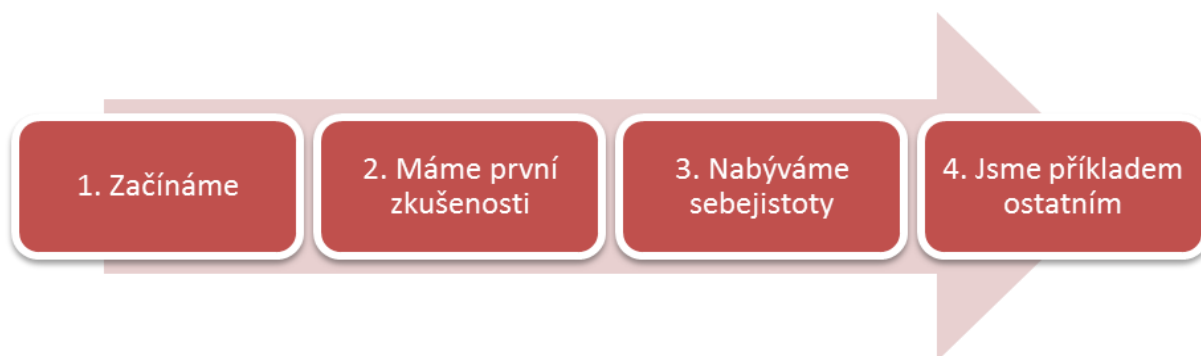 1. Začínáme
2. Máme první
zkušenosti
3. Nabýváme
sebejistoty
4. Jsme příkladem
ostatním